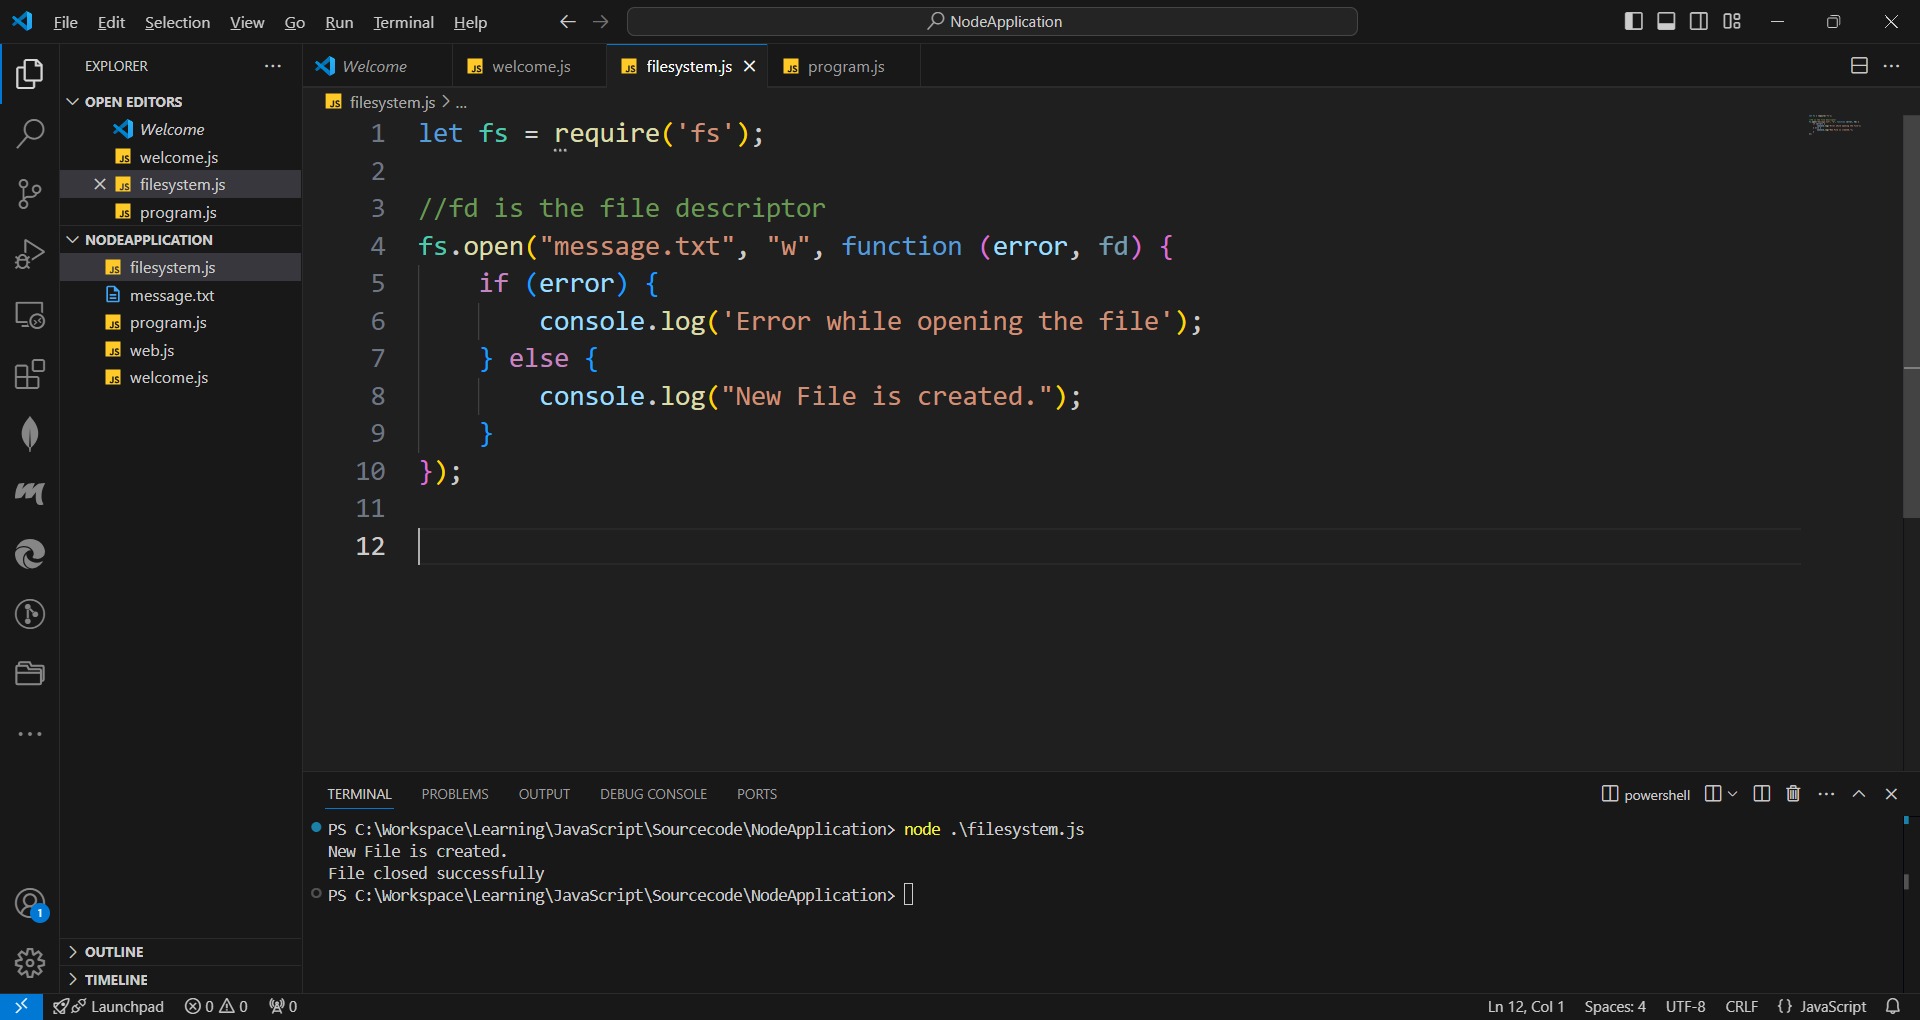 File Edit Selection View Go Run Terminal Help NodeApplication
EXPLORER
OPEN EDITORS
Welcome
welcome.js
filesystem.js
program.js
NODEAPPLICATION
filesystem.js
message.txt
program.js
web.js
welcome.js
OUTLINE
TIMELINE
Welcome welcome.js filesystem.js program.js
filesystem.js > ...
1 let fs = require('fs');
2
3 //fd is the file descriptor
4 fs.open("message.txt", "w", function (error, fd) {
5     if (error) {
6         console.log('Error while opening the file');
7     } else {
8         console.log("New File is created.");
9     }
10 });
11
12
TERMINAL PROBLEMS OUTPUT DEBUG CONSOLE PORTS powershell
PS C:\Workspace\Learning\JavaScript\Sourcecode\NodeApplication> node .\filesystem.js
New File is created.
File closed successfully
PS C:\Workspace\Learning\JavaScript\Sourcecode\NodeApplication>
1
Launchpad 0 0 0 Ln 12, Col 1 Spaces: 4 UTF-8 CRLF {} JavaScript